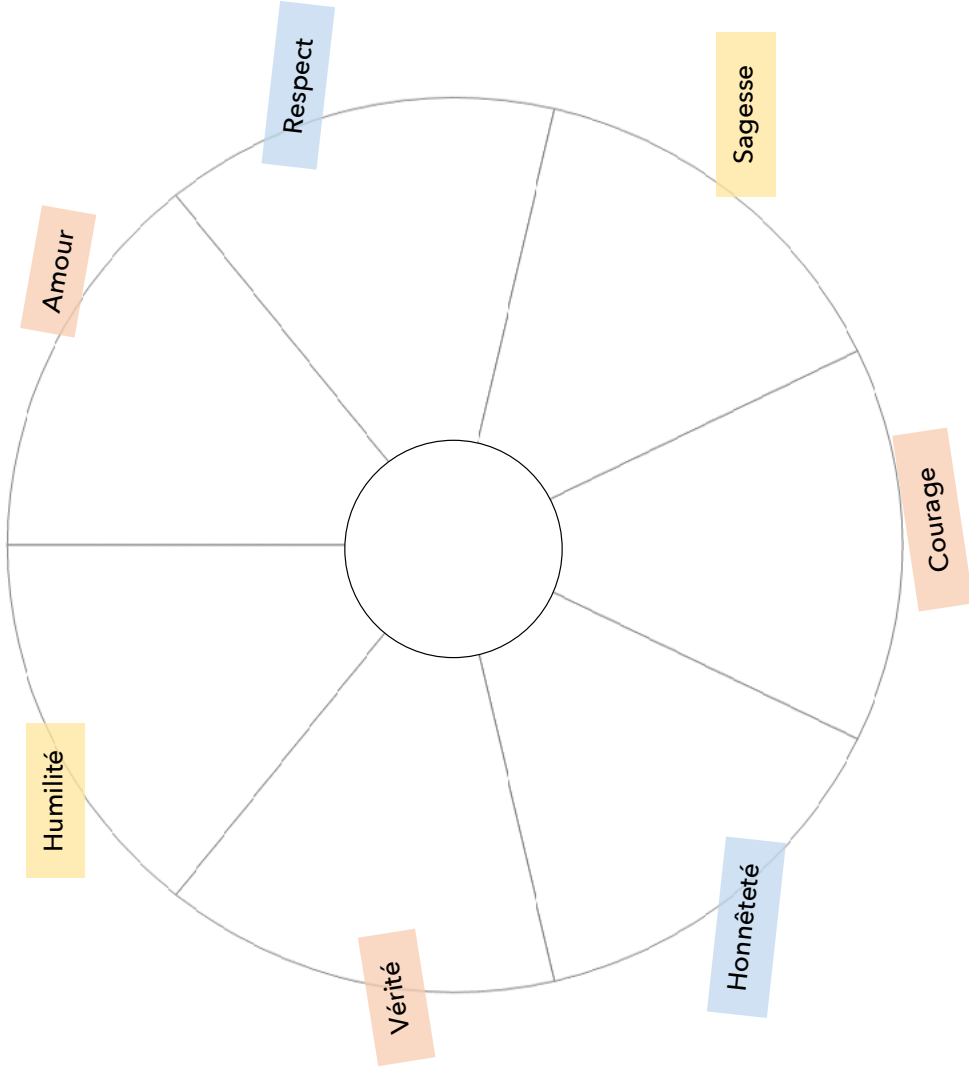 Respect
Sagesse
Amour
Courage
Humilité
Honnêteté
Vérité